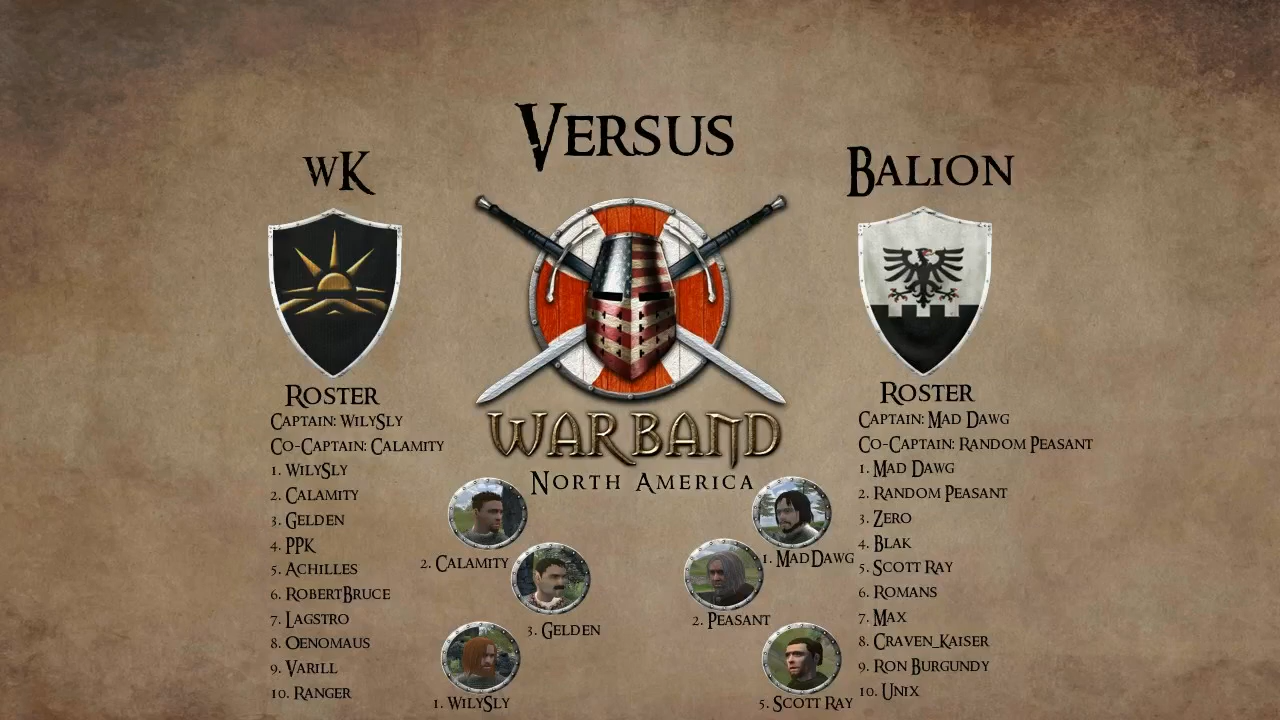 Versus
wK
Balion
WARBAND
North America
Roster
Captain: WilySly
Co-Captain: Calamity
1. WilySly
2. Calamity
3. Gelden
4. PPK
5. Achilles
6. RobertBruce
7. Lagstro
8. Oenomaus
9. Varill
10. Ranger
2. Calamity
3. Gelden
1. WilySly
1. Mad Dawg
2. Peasant
5. Scott Ray
Roster
Captain: Mad Dawg
Co-Captain: Random Peasant
1. Mad Dawg
2. Random Peasant
3. Zero
4. Blak
5. Scott Ray
6. Romans
7. Max
8. Craven_Kaiser
9. Ron Burgundy
10. Unix